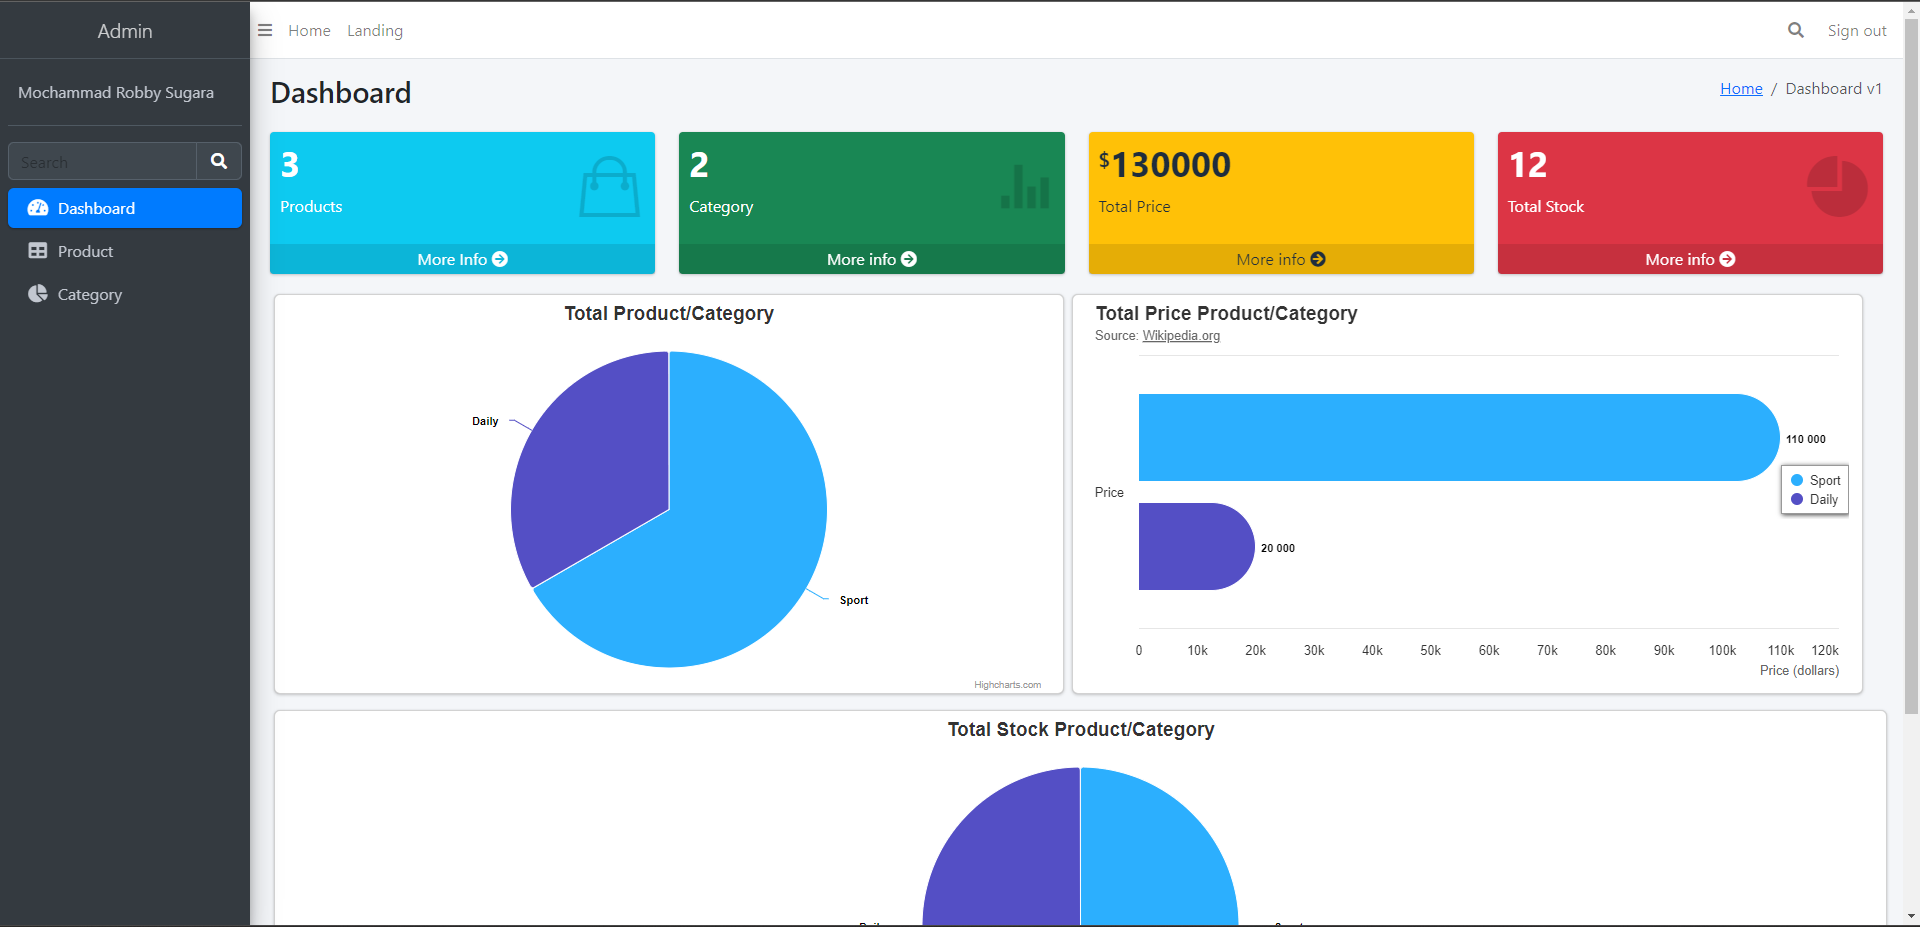 Admin
Home Landing
Sign out
Mochammad Robby Sugara
Search
Dashboard
Product
Category
Dashboard
Home / Dashboard v1
3
Products
More Info
2
Category
More info
$130000
Total Price
More info
12
Total Stock
More info
Total Product/Category
Daily
Sport
Highcharts.com
Total Price Product/Category
Source: Wikipedia.org
110 000
Sport
Daily
Price
20 000
0 10k 20k 30k 40k 50k 60k 70k 80k 90k 100k 110k 120k
Price (dollars)
Total Stock Product/Category